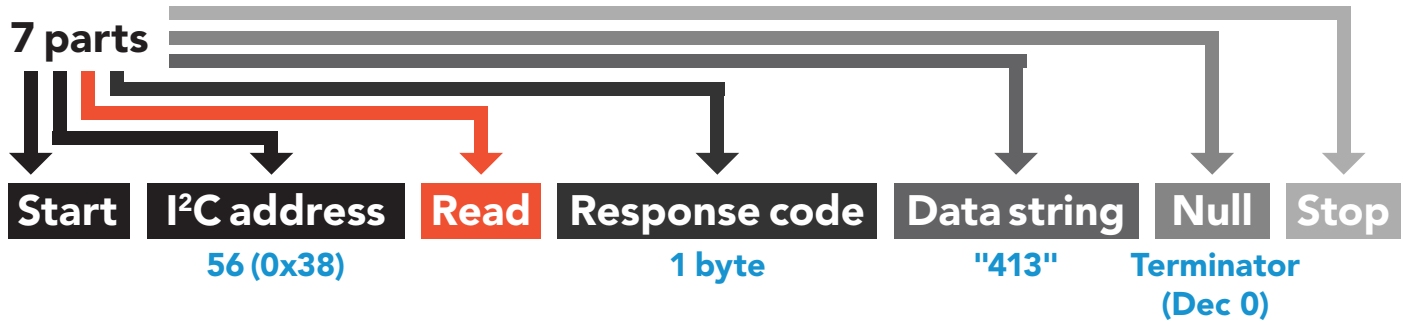 7 parts
Start I²C address Read Response code Data string Null Stop
56 (0x38) 1 byte "413" Terminator
(Dec 0)